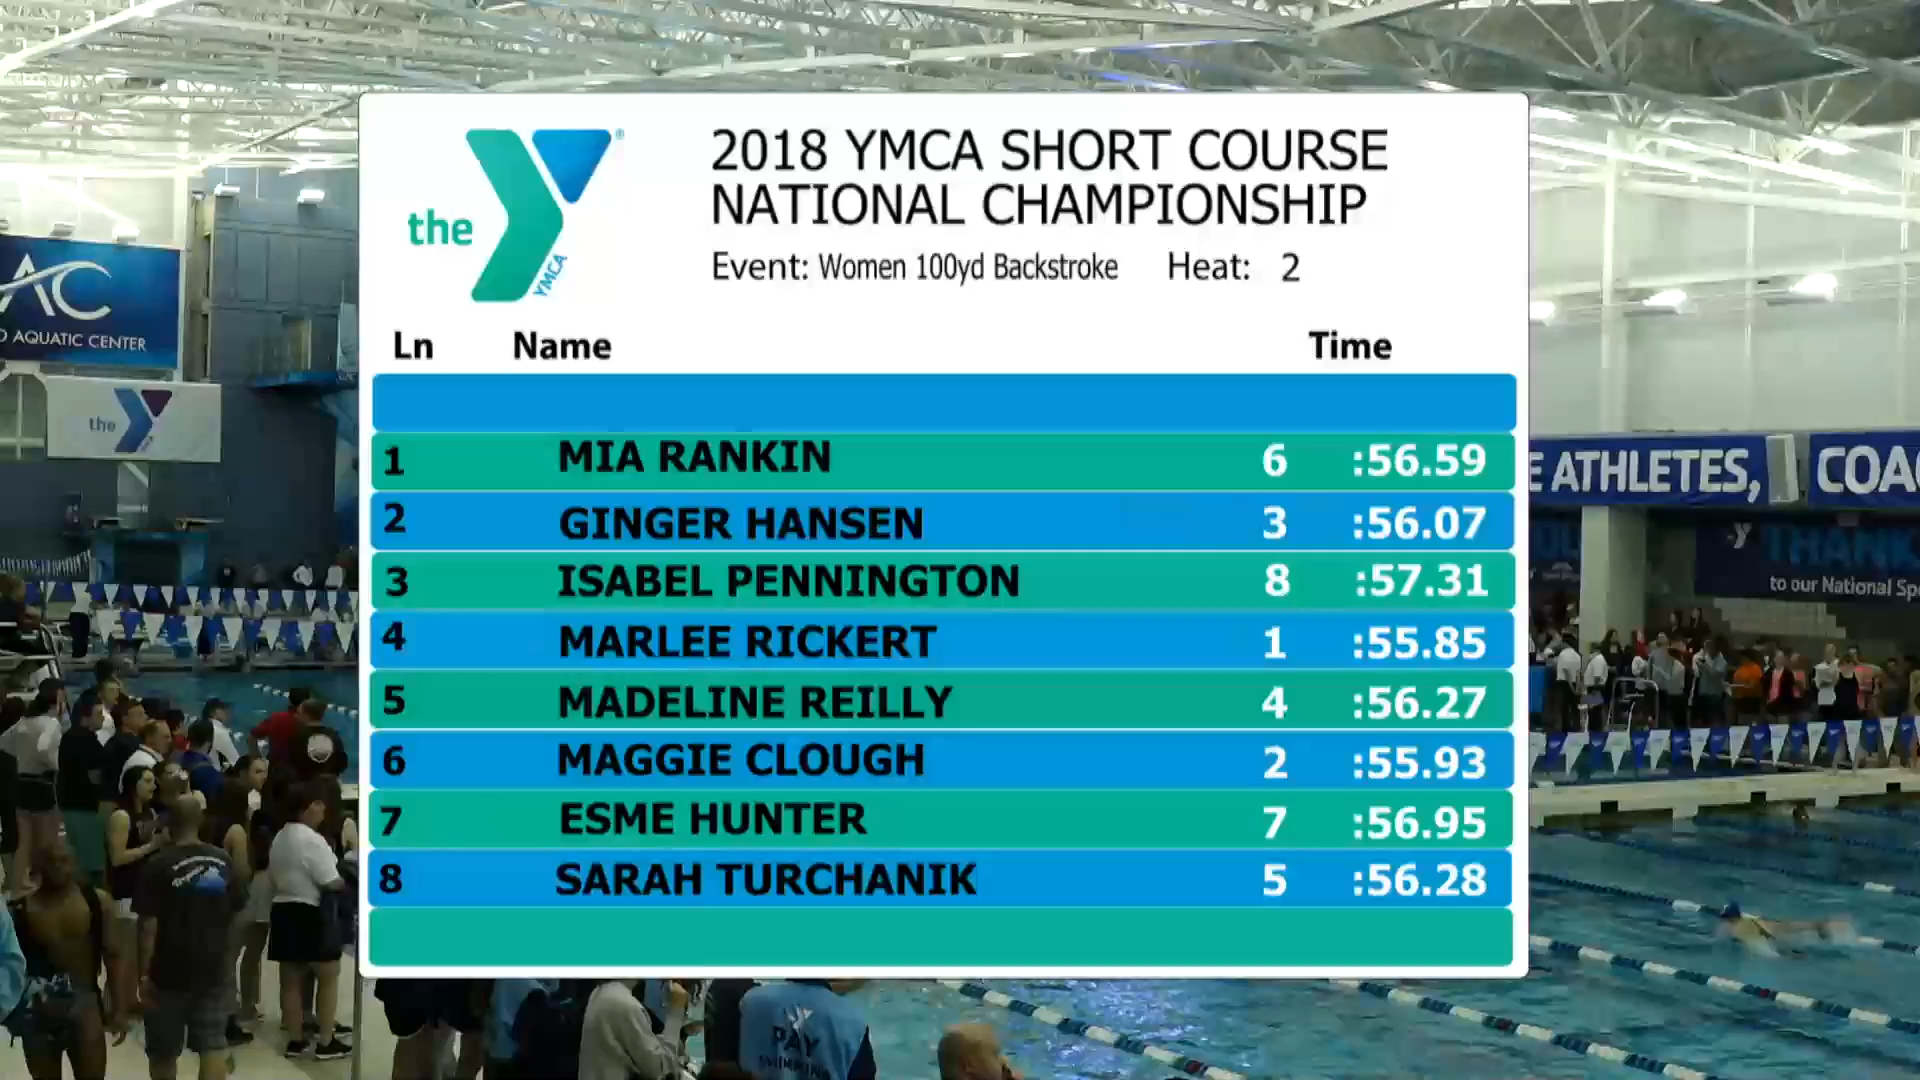 2018 YMCA SHORT COURSE
NATIONAL CHAMPIONSHIP
Event: Women 100yd Backstroke Heat: 2
the
YMCA
Ln Name Time
1 MIA RANKIN 6 :56.59
2 GINGER HANSEN 3 :56.07
3 ISABEL PENNINGTON 8 :57.31
4 MARLEE RICKERT 1 :55.85
5 MADELINE REILLY 4 :56.27
6 MAGGIE CLOUGH 2 :55.93
7 ESME HUNTER 7 :56.95
8 SARAH TURCHANIK 5 :56.28
AC
AQUATIC CENTER
the
E ATHLETES, COA
THANK
to our National Sp